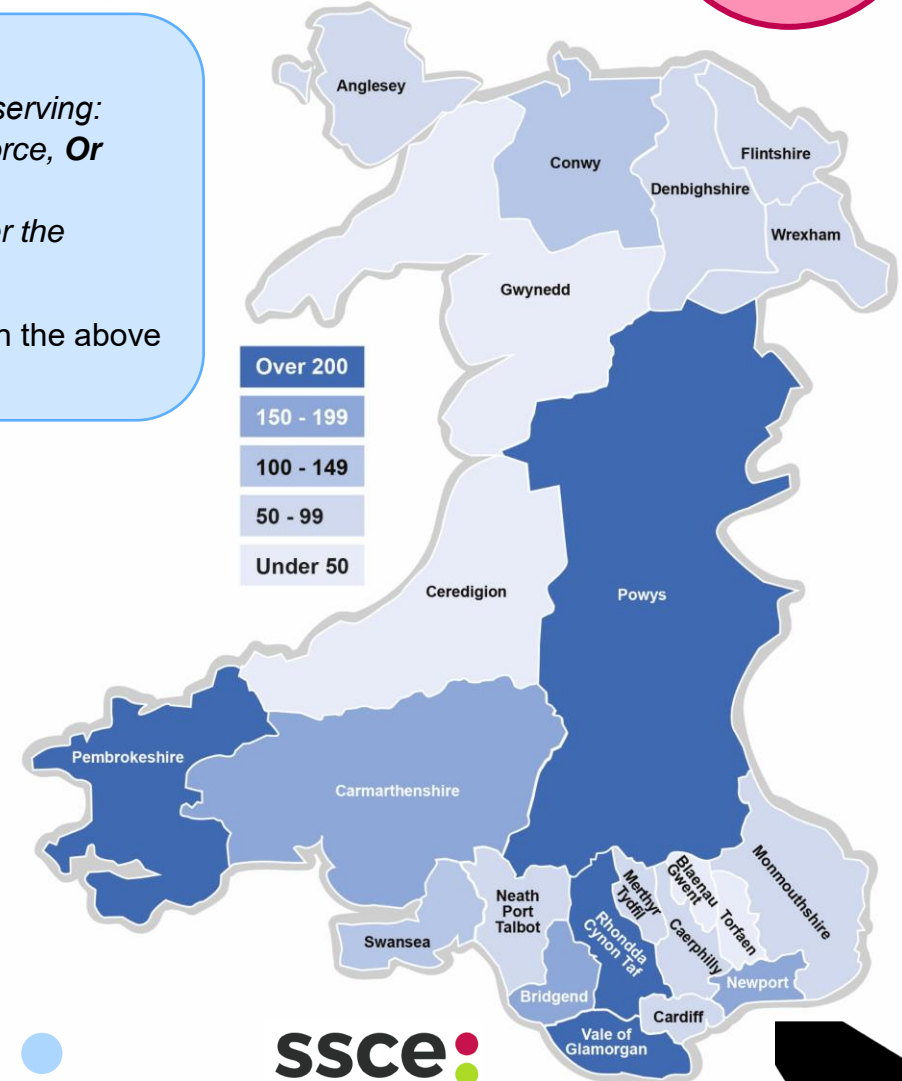 serving:
orce, Or
er the
n the above
Anglesey
Conwy
Flintshire
Denbighshire
Wrexham
Gwynedd
Over 200
150 - 199
100 - 149
50 - 99
Under 50
Ceredigion
Powys
Pembrokeshire
Carmarthenshire
Swansea
Neath
Port
Talbot
Bridgend
Rhondda
Cynon Taf
Merthyr
Tydfil
Caerphilly
Blaenau
Gwent
Torfaen
Monmouthshire
Newport
Cardiff
Vale of
Glamorgan
ssce: